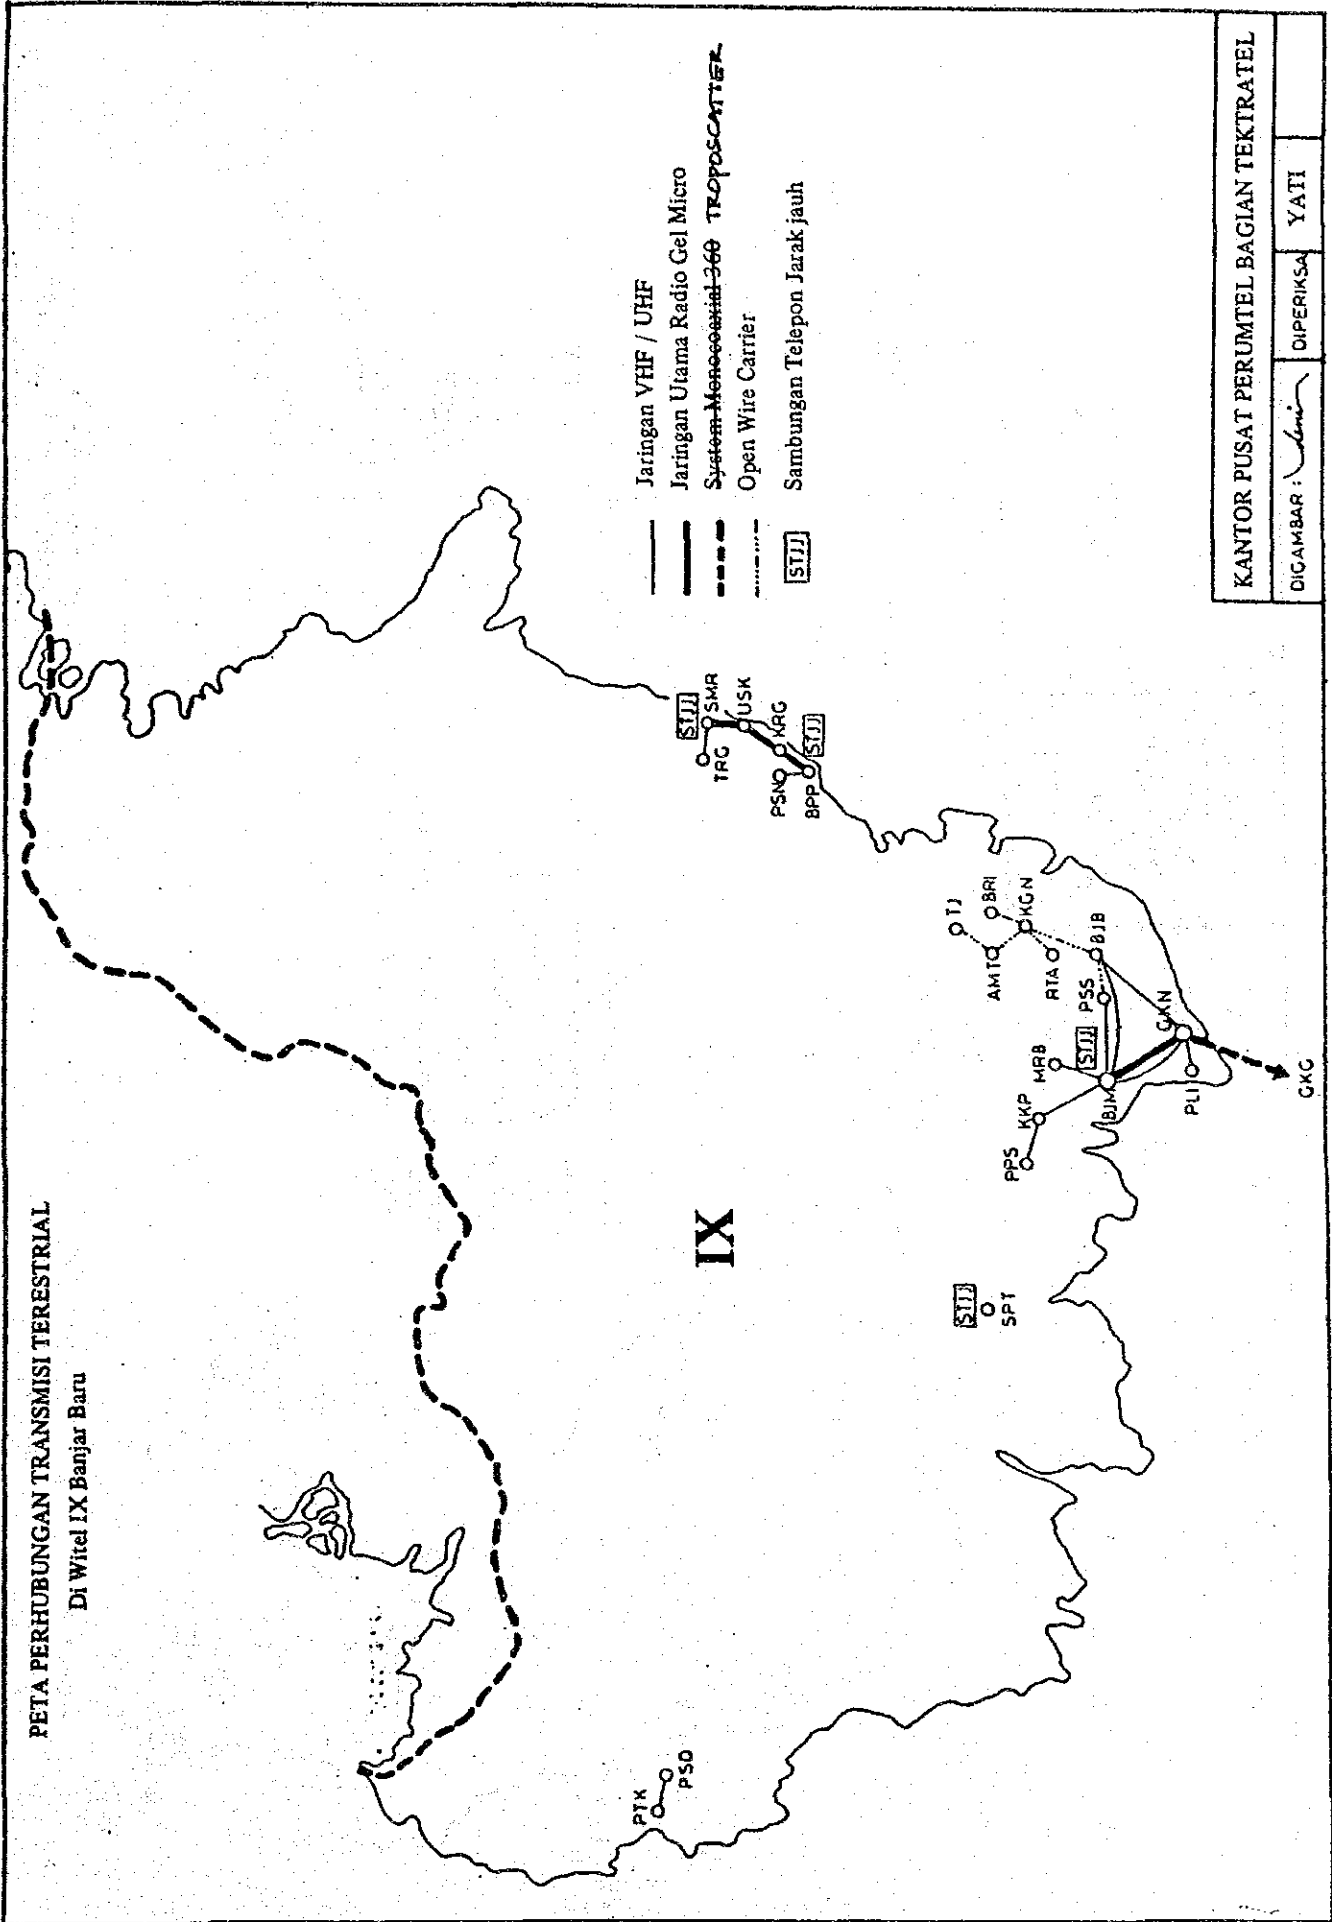 PETA PERHUBUNGAN TRANSMISI TERESTRIAL
Di Witel IX Banjar Baru
Jaringan VHF / UHF
Jaringan Utama Radio Gel Micro
System Monocoaxial 360 TROPOSCATTER
Open Wire Carrier
STJJ Sambungan Telepon Jarak jauh
STJJ
SMR
TRG
USK
KRG
PSN
BPP
STJJ
IX
PTK
PSD
TJ
BRI
AMT
KGN
RTA
BJB
PSS
STJJ
MRB
KKP
PPS
BJM
GKN
PLI
GKG
STJJ
SPT
KANTOR PUSAT PERUMTEL BAGIAN TEKTRATEL
DIGAMBAR : DIPERIKSA YATI